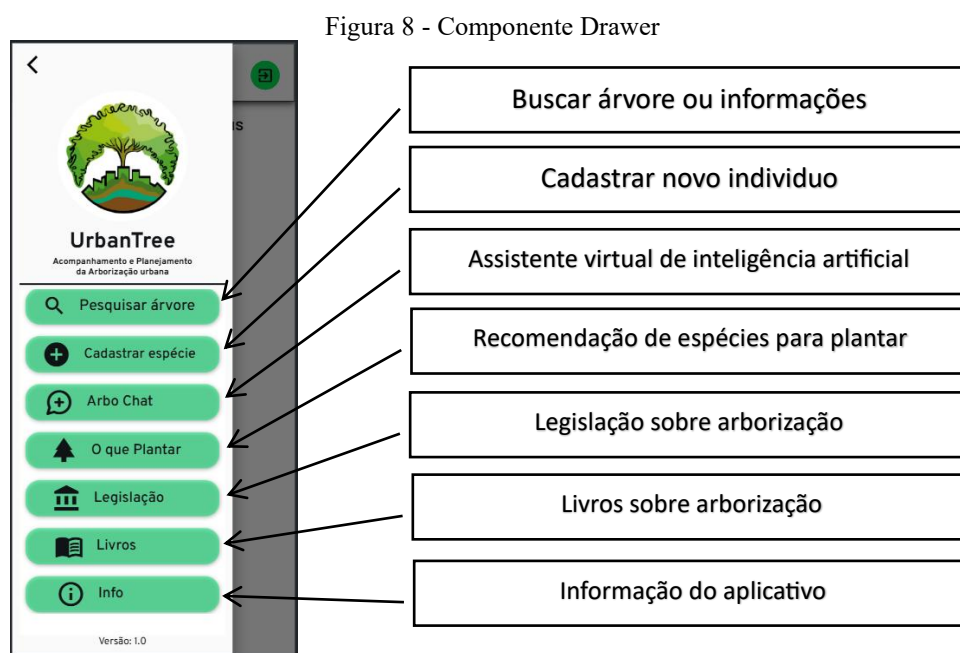 Figura 8 - Componente Drawer
us
UrbanTree
Acompanhamento e Planejamento
da Arborização urbana
Pesquisar árvore
Cadastrar espécie
Arbo Chat
O que Plantar
Legislação
Livros
Info
Versão: 1.0
Buscar árvore ou informações
Cadastrar novo individuo
Assistente virtual de inteligência artificial
Recomendação de espécies para plantar
Legislação sobre arborização
Livros sobre arborização
Informação do aplicativo